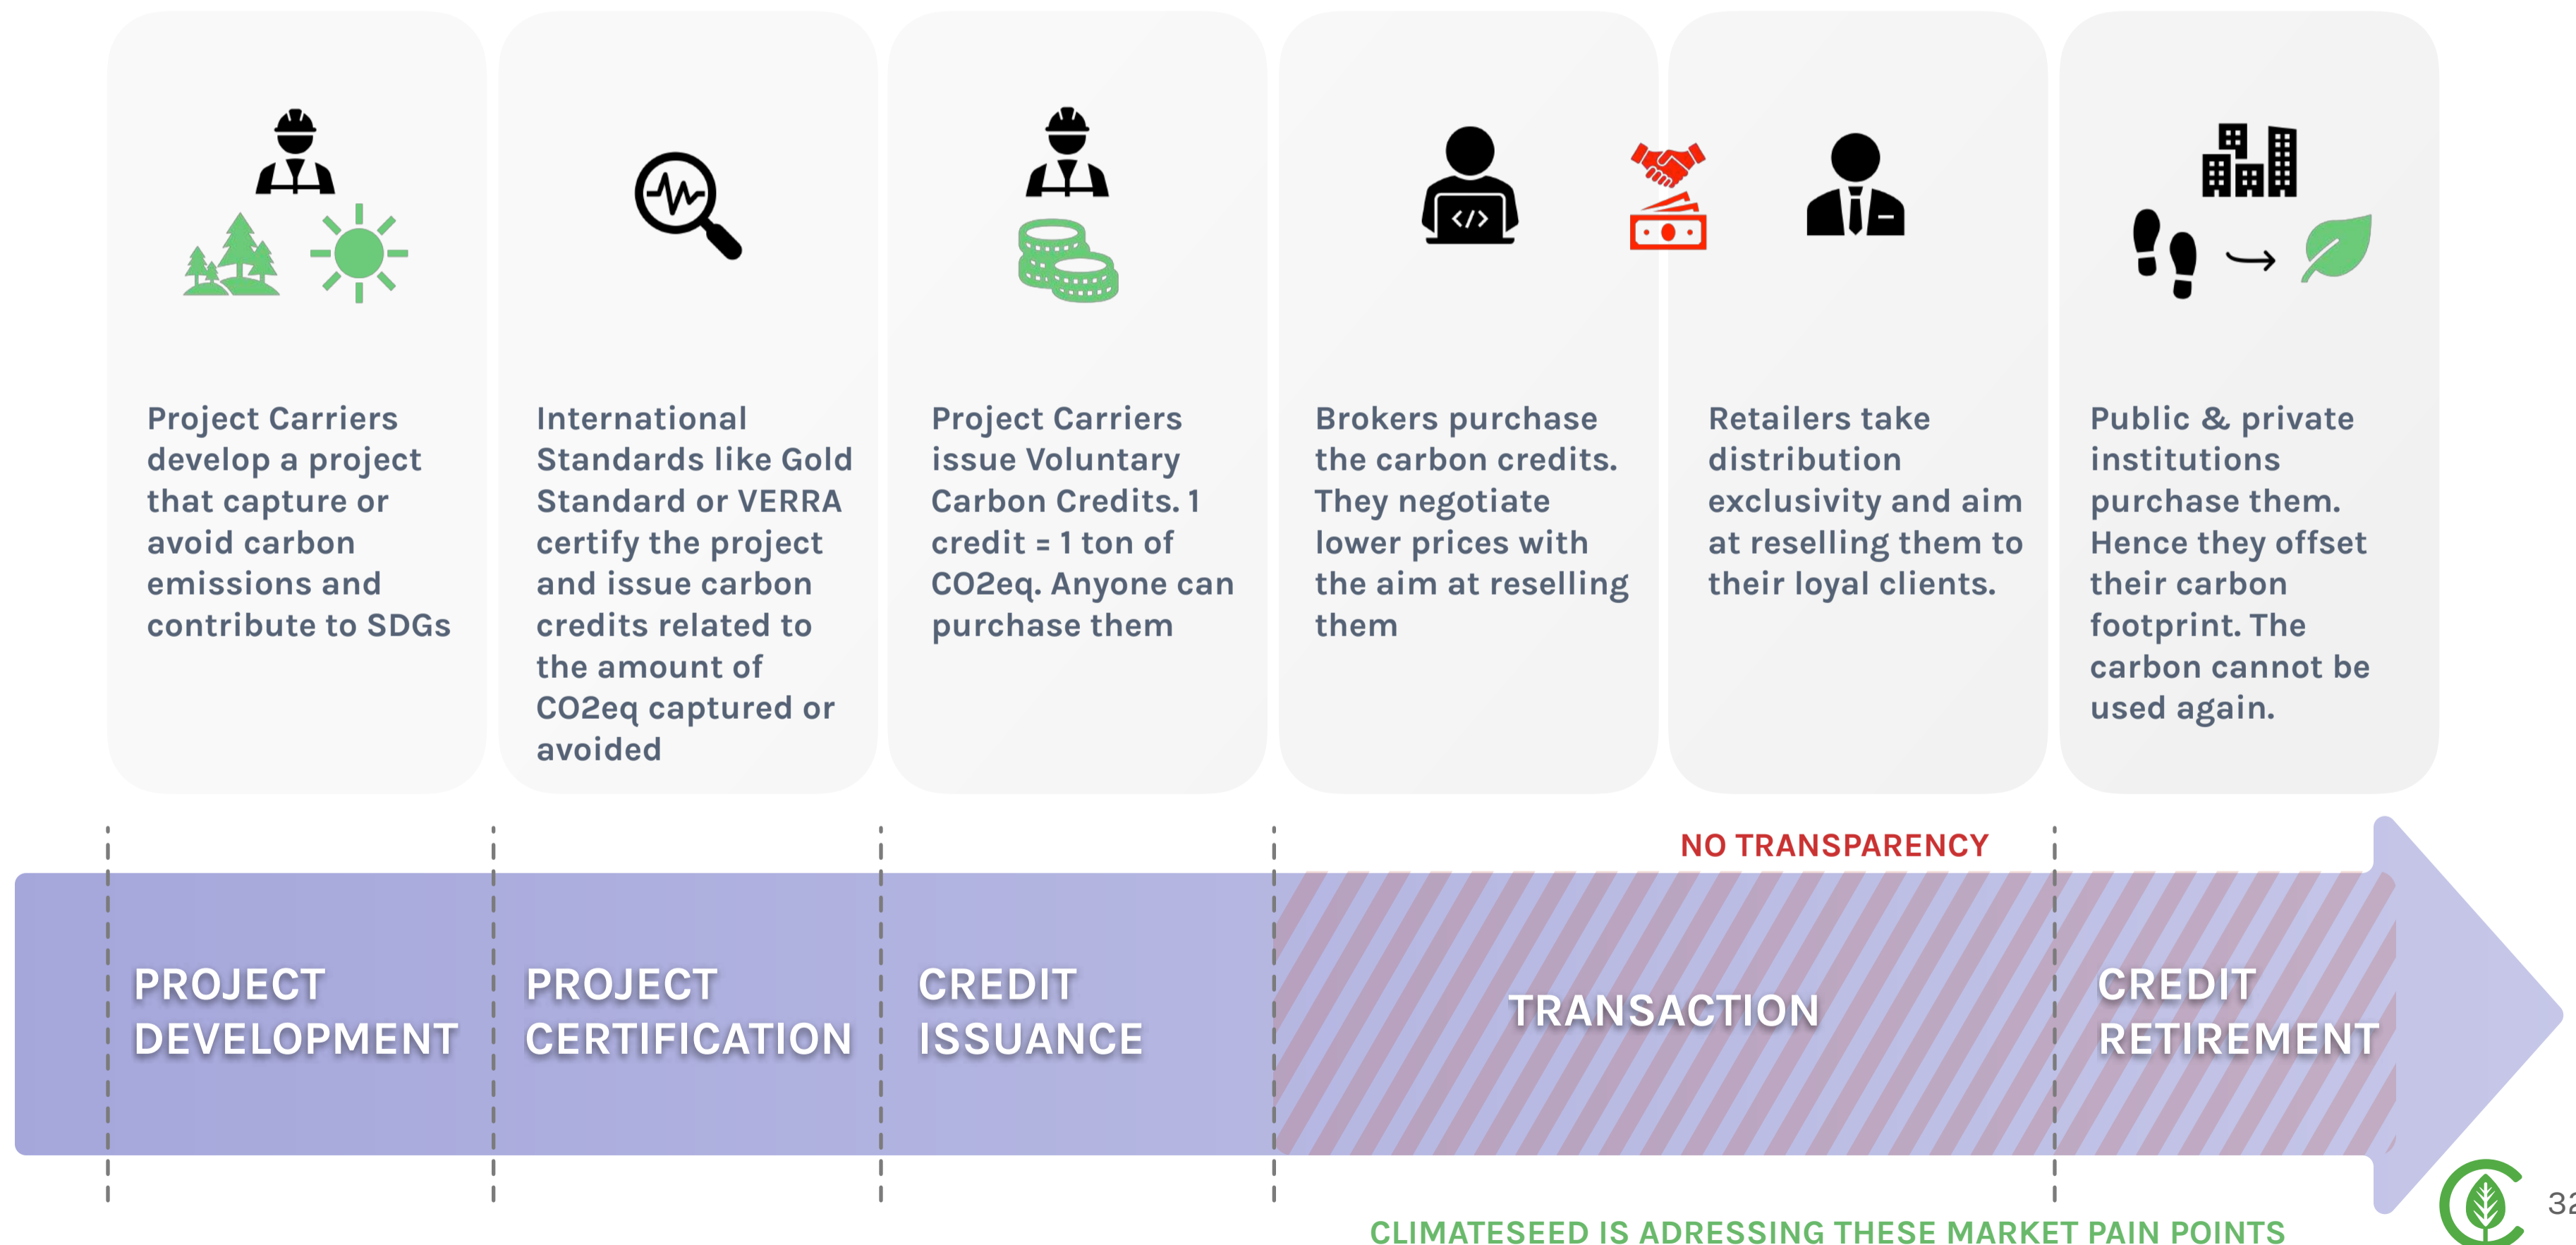 Project Carriers
develop a project
that capture or
avoid carbon
emissions and
contribute to SDGs
International
Standards like Gold
Standard or VERRA
certify the project
and issue carbon
credits related to
the amount of
CO2eq captured or
avoided
Project Carriers
issue Voluntary
Carbon Credits. 1
credit = 1 ton of
CO2eq. Anyone can
purchase them
</>
Brokers purchase
the carbon credits.
They negotiate
lower prices with
the aim at reselling
them
Retailers take
distribution
exclusivity and aim
at reselling them to
their loyal clients.
Public & private
institutions
purchase them.
Hence they offset
their carbon
footprint. The
carbon cannot be
used again.
NO TRANSPARENCY
PROJECT
DEVELOPMENT
PROJECT
CERTIFICATION
CREDIT
ISSUANCE
TRANSACTION
CREDIT
RETIREMENT
CLIMATESEED IS ADRESSING THESE MARKET PAIN POINTS
32